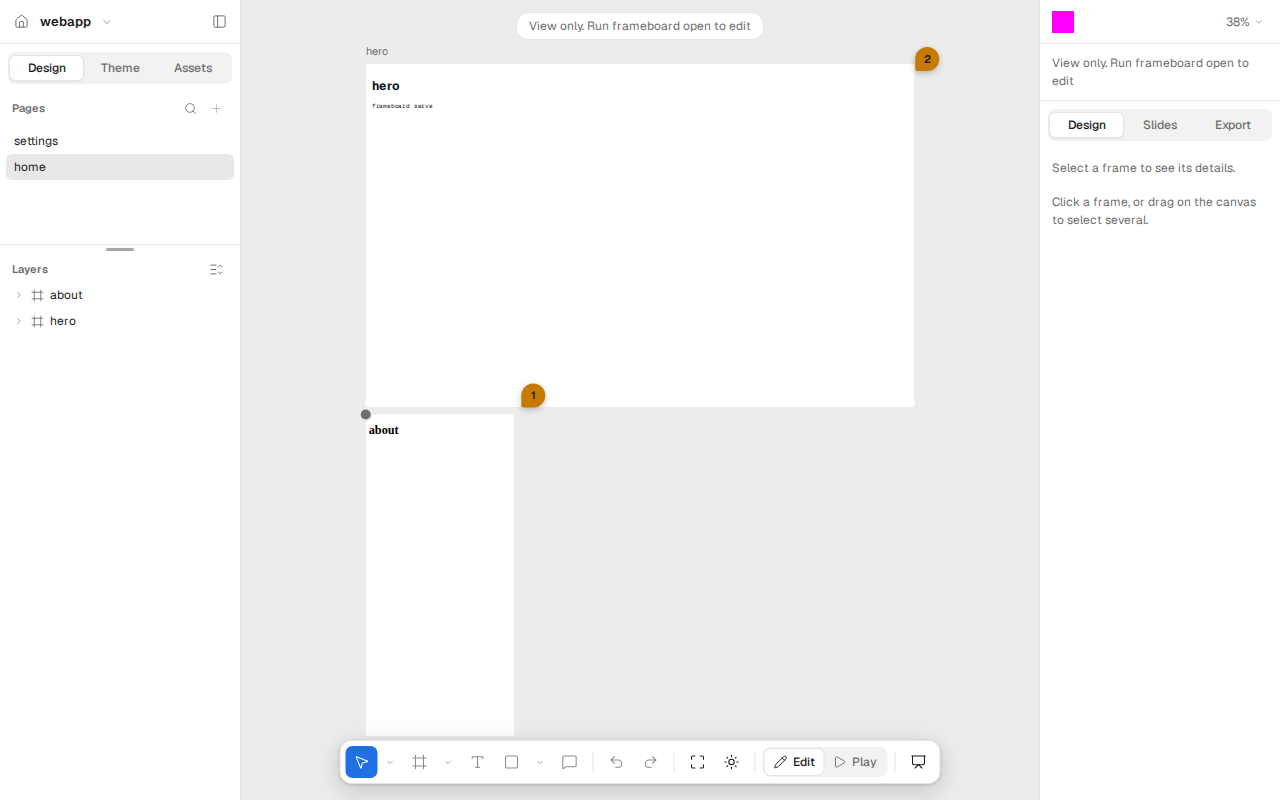 webapp
Design
Theme
Assets
Pages
settings
home
Layers
about
hero
View only. Run frameboard open to edit
hero
2
hero
frameboard serve
1
about
Edit
Play
38%
View only. Run frameboard open to
edit
Design
Slides
Export
Select a frame to see its details.
Click a frame, or drag on the canvas
to select several.